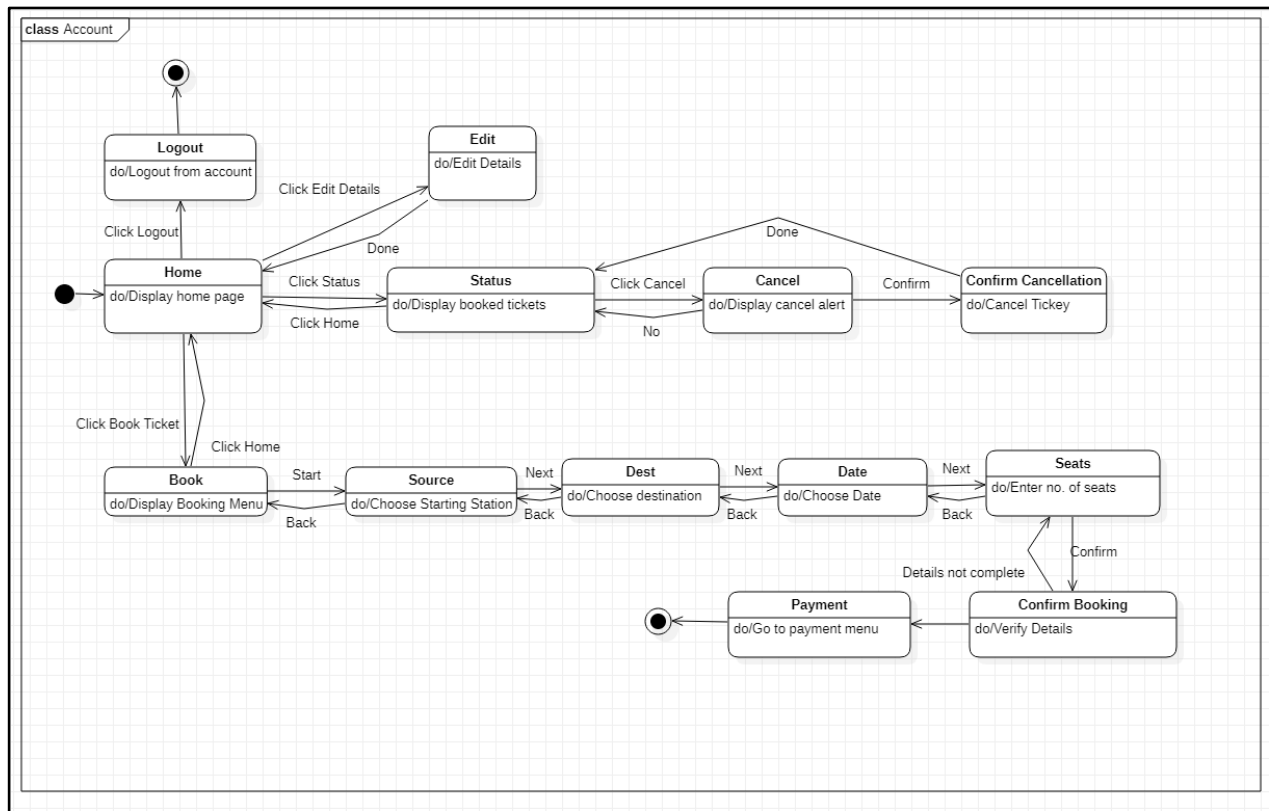 class Account
Logout
do/Logout from account
Edit
do/Edit Details
Click Edit Details
Click Logout
Done
Done
Home
do/Display home page
Click Status
Click Home
Status
do/Display booked tickets
Click Cancel
No
Cancel
do/Display cancel alert
Confirm
Confirm Cancellation
do/Cancel Tickey
Click Book Ticket
Click Home
Book
do/Display Booking Menu
Start
Back
Source
do/Choose Starting Station
Next
Back
Dest
do/Choose destination
Next
Back
Date
do/Choose Date
Next
Back
Seats
do/Enter no. of seats
Confirm
Details not complete
Payment
do/Go to payment menu
Confirm Booking
do/Verify Details